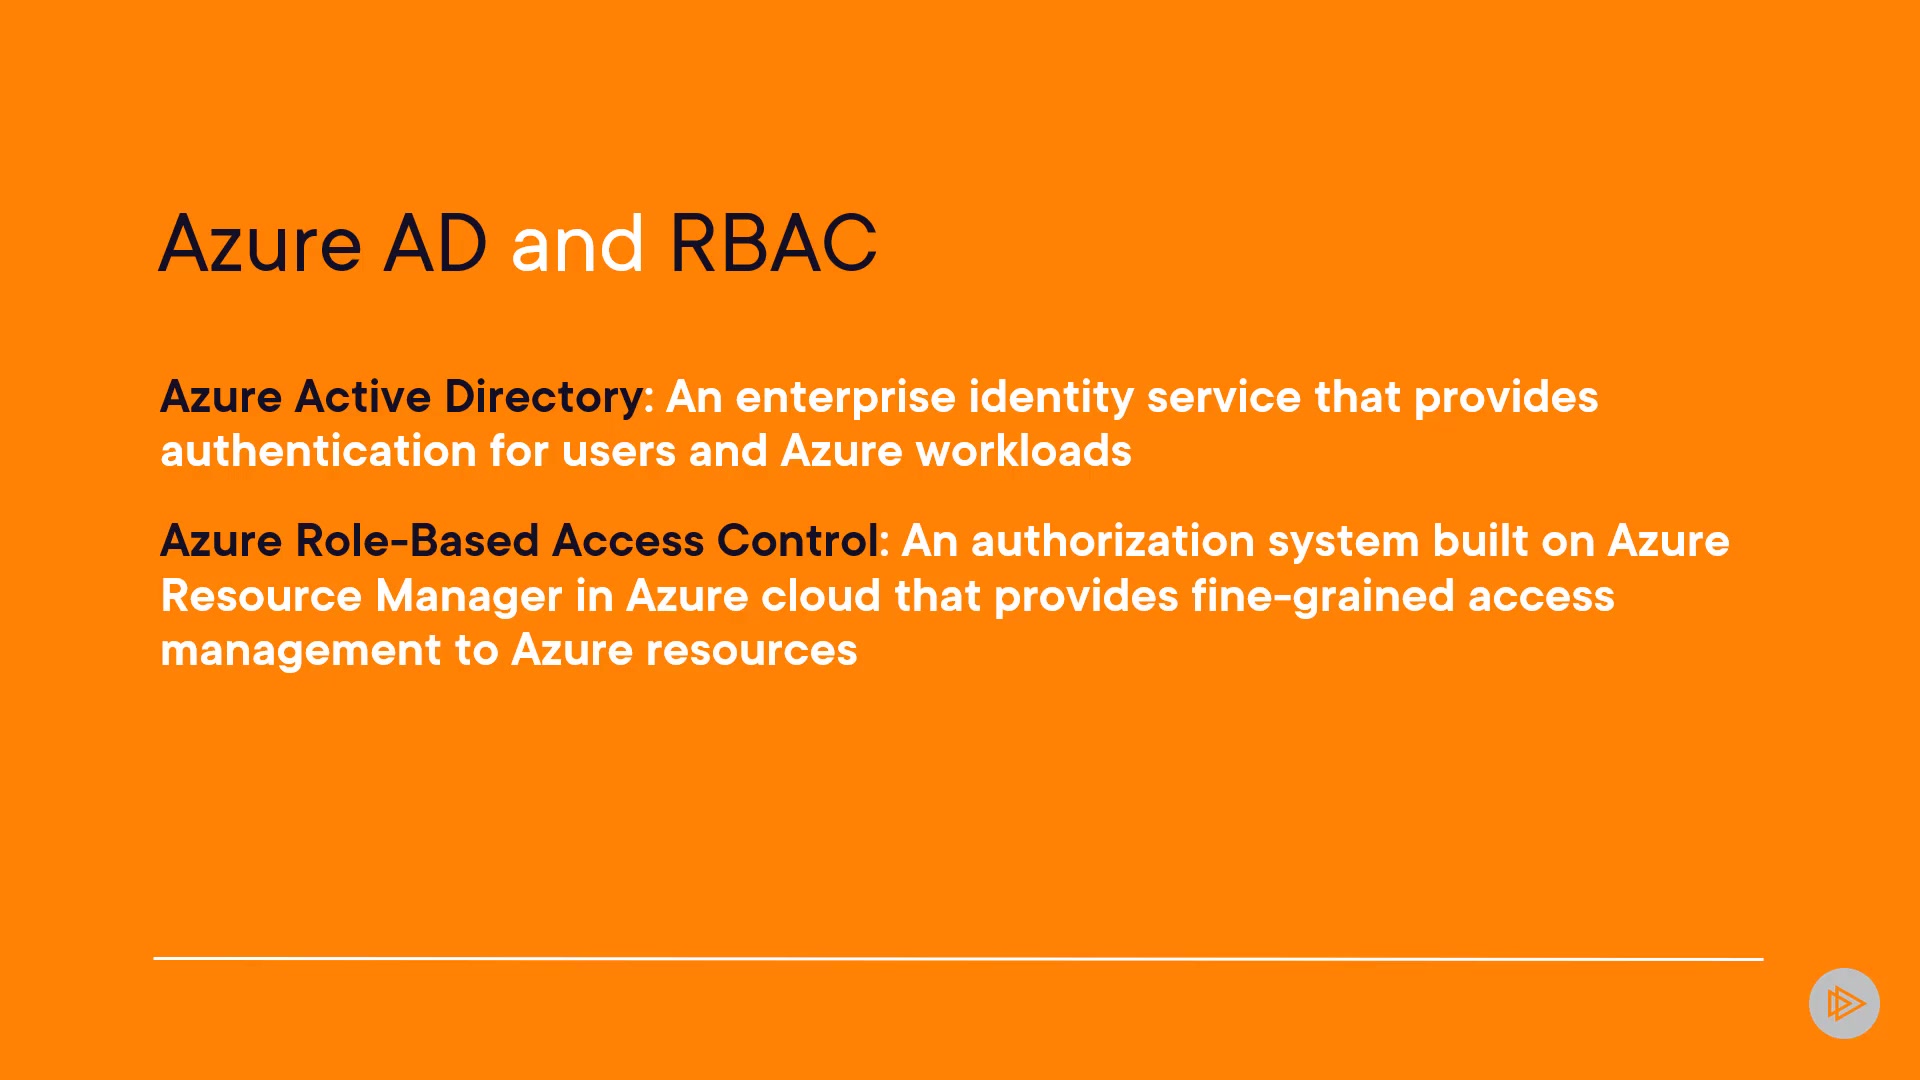 Azure AD and RBAC
Azure Active Directory: An enterprise identity service that provides
authentication for users and Azure workloads
Azure Role-Based Access Control: An authorization system built on Azure
Resource Manager in Azure cloud that provides fine-grained access
management to Azure resources